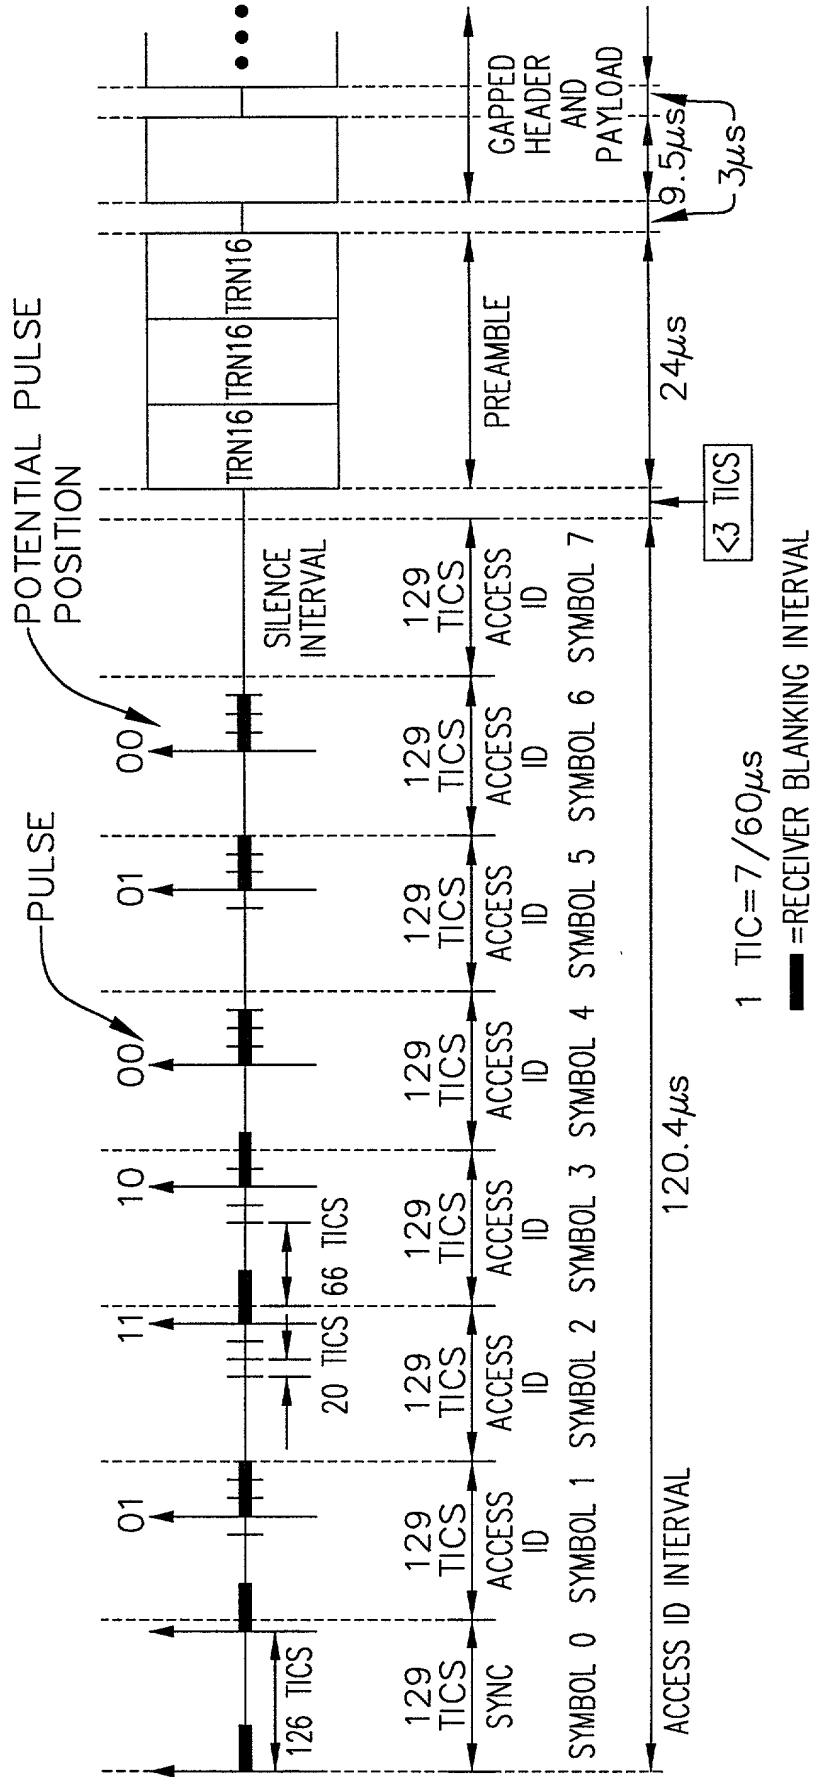 PULSE
POTENTIAL PULSE
POSITION
01
11
10
00
01
00
TRN16 TRN16 TRN16
126 TICS
20 TICS
66 TICS
SILENCE
INTERVAL
129
TICS
SYNC
129
TICS
ACCESS
ID
129
TICS
ACCESS
ID
129
TICS
ACCESS
ID
129
TICS
ACCESS
ID
129
TICS
ACCESS
ID
129
TICS
ACCESS
ID
129
TICS
ACCESS
ID
PREAMBLE
GAPPED
HEADER
AND
PAYLOAD
SYMBOL 0 SYMBOL 1 SYMBOL 2 SYMBOL 3 SYMBOL 4 SYMBOL 5 SYMBOL 6 SYMBOL 7
ACCESS ID INTERVAL
120.4μs
<3 TICS
24μs
9.5μs
3μs
1 TIC=7/60μs
=RECEIVER BLANKING INTERVAL